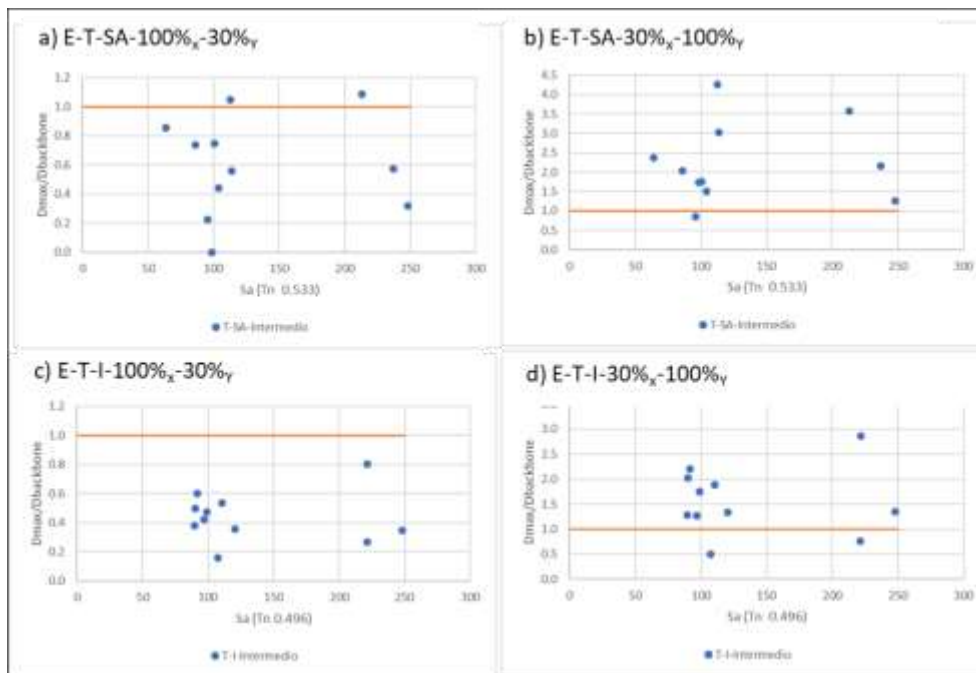 a) E-T-SA-100%x-30%Y
1.2
1.0
0.8
0.6
0.4
0.2
0.0
Dmax/Dbackbone
0 50 100 150 200 250 300
Sa (Tn 0.533)
T-SA-Intermedio
b) E-T-SA-30%x-100%Y
4.5
4.0
3.5
3.0
2.5
2.0
1.5
1.0
0.5
0.0
Dmax/Dbackbone
0 50 100 150 200 250 300
Sa (Tn 0.533)
T-SA-Intermedio
c) E-T-I-100%x-30%Y
1.2
1.0
0.8
0.6
0.4
0.2
0.0
Dmax/Dbackbone
0 50 100 150 200 250 300
Sa (Tn 0.496)
T-I-Intermedio
d) E-T-I-30%x-100%Y
3.0
2.5
2.0
1.5
1.0
0.5
0.0
Dmax/Dbackbone
0 50 100 150 200 250 300
Sa (Tn 0.496)
T-I-Intermedio